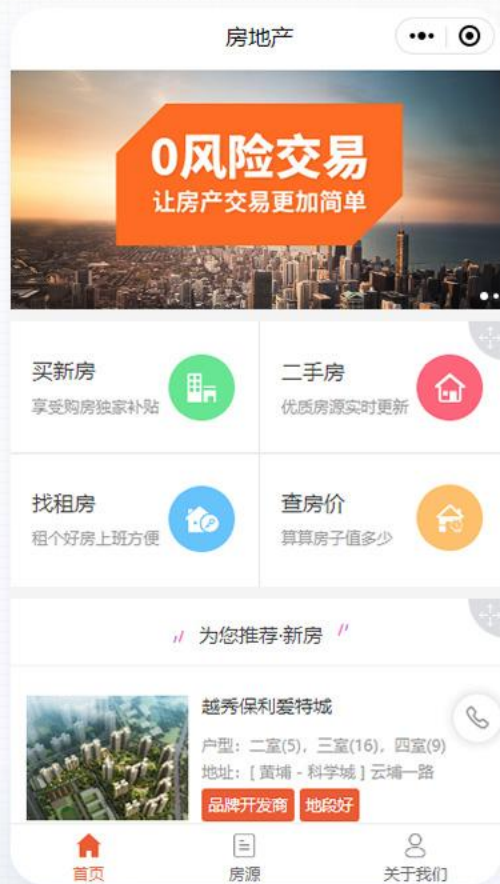 房地产
0风险交易
让房产交易更加简单
买新房
享受购房独家补贴
二手房
优质房源实时更新
找租房
租个好房上班方便
查房价
算算房子值多少
为您推荐·新房
越秀保利爱特城
户型：二室(5)，三室(16)，四室(9)
地址：[ 黄埔 - 科学城 ] 云埔一路
品牌开发商 地段好
首页
房源
关于我们